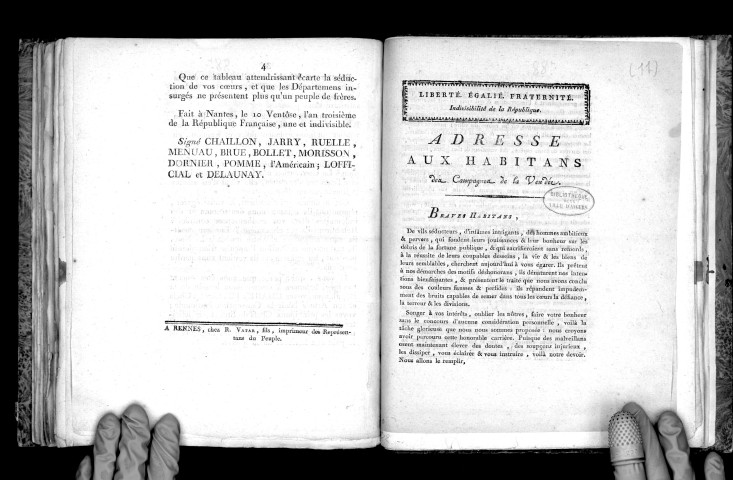 4
Que ce tableau attendrissant écarte la séduc-
tion de vos cœurs, et que les Départemens in-
surgés ne présentent plus qu'un peuple de frères.
Fait à Nantes, le 10 Ventôse, l'an troisième
de la République Française, une et indivisible.
Signé CHAILLON, JARRY, RUELLE,
MENUAU, BRUE, BOLLET, MORISSON,
DORNIER, POMME, l'Américain; LOFFI-
CIAL et DELAUNAY.
A RENNES, chez R. VATAR, fils, imprimeur des Représen-
tans du Peuple.
(11)
LIBERTÉ. ÉGALIÉ. FRATERNITÉ.
Indivisibilité de la République.
ADRESSE
AUX HABITANS
des Campagnes de la Vendée.
BIBLIOTHEQUE
BRAVES HABITANS,
De vils séducteurs, d'infâmes intrigans, des hommes ambitieux
& pervers, qui fondent leurs jouissances & leur bonheur sur les
débris de la fortune publique, & qui sacrifieroient sans remords,
à la réussite de leurs coupables desseins, la vie & les biens de
leurs semblables, cherchent aujourd'hui à vous égarer. Ils prêtent
à nos démarches des motifs déshonorans, ils dénaturent nos inten-
tions bienfaisantes, & présentent le traité que nous avons conclu
sous des couleurs fausses & perfides: ils répandent impudem-
ment des bruits capables de semer dans tous les cœurs la défiance,
la terreur & les divisions.
Songer à vos intérêts, oublier les nôtres, faire votre bonheur
sans le concours d'aucune considération personnelle, voilà la
tâche glorieuse que nous nous sommes proposée: nous croyons
avoir parcouru cette honorable carrière. Puisque des malveillans
osent maintenant élever des doutes, des soupçons injurieux,
les dissiper, vous éclairer & vous instruire, voilà notre devoir.
Nous allons le remplir,